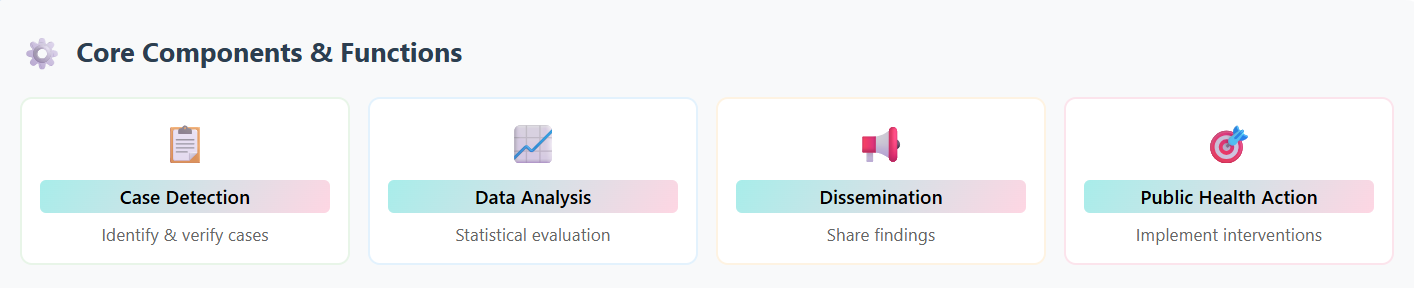 Core Components & Functions
Case Detection
Identify & verify cases
Data Analysis
Statistical evaluation
Dissemination
Share findings
Public Health Action
Implement interventions